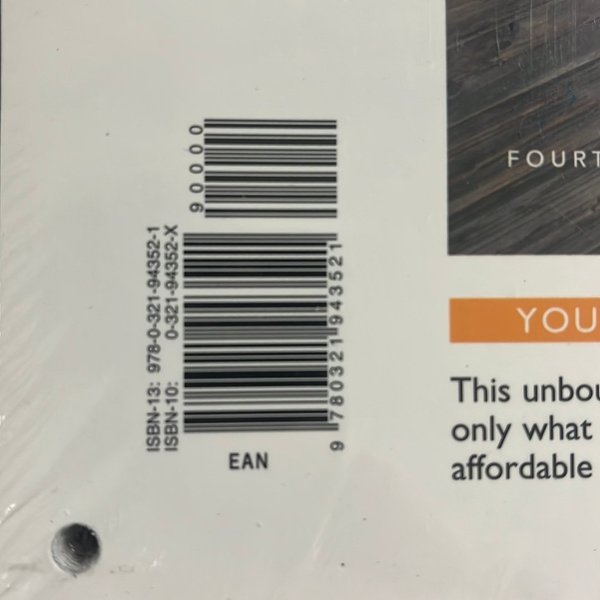 ISBN-13: 978-0-321-94352-1
ISBN-10: 0-321-94352-X
90000
9 780321 943521
EAN
FOURT
YOU
This unbou
only what
affordable